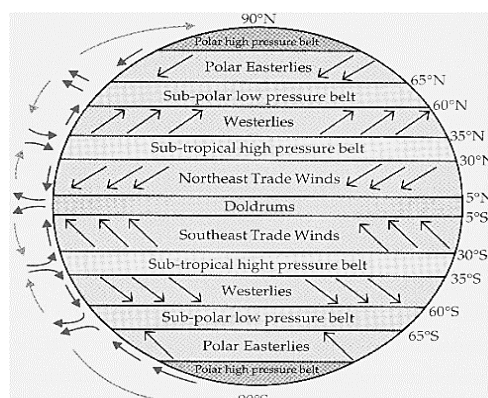 90°N
Polar high pressure belt
Polar Easterlies
65°N
Sub-polar low pressure belt
60°N
Westerlies
35°N
Sub-tropical high pressure belt
30°N
Northeast Trade Winds
5°N
Doldrums
5°S
Southeast Trade Winds
30°S
Sub-tropical hight pressure belt
35°S
Westerlies
60°S
Sub-polar low pressure belt
65°S
Polar Easterlies
Polar high pressure belt
90°S